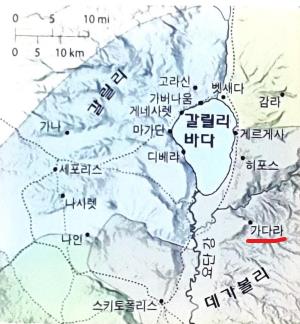 0 5 10 mi
0 5 10 km
갈릴리
고라신
벳새다
가버나움
게네사렛
감라
갈릴리
바다
가나
마가단
게르게사
디베랴
히포스
세포리스
나사렛
가다라
나인
요단강
스키토폴리스
데가볼리